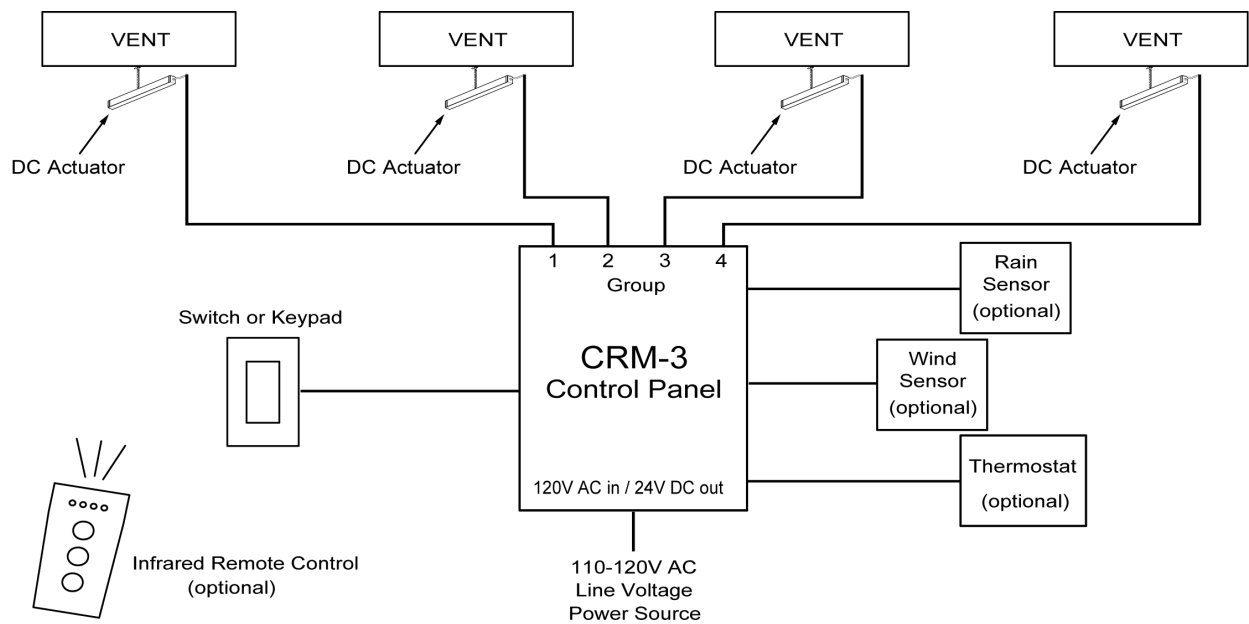 VENT
VENT
VENT
VENT
DC Actuator
DC Actuator
DC Actuator
DC Actuator
1 2 3 4
Group
CRM-3
Control Panel
120V AC in / 24V DC out
Switch or Keypad
Rain
Sensor
(optional)
Wind
Sensor
(optional)
Thermostat
(optional)
Infrared Remote Control
(optional)
110-120V AC
Line Voltage
Power Source